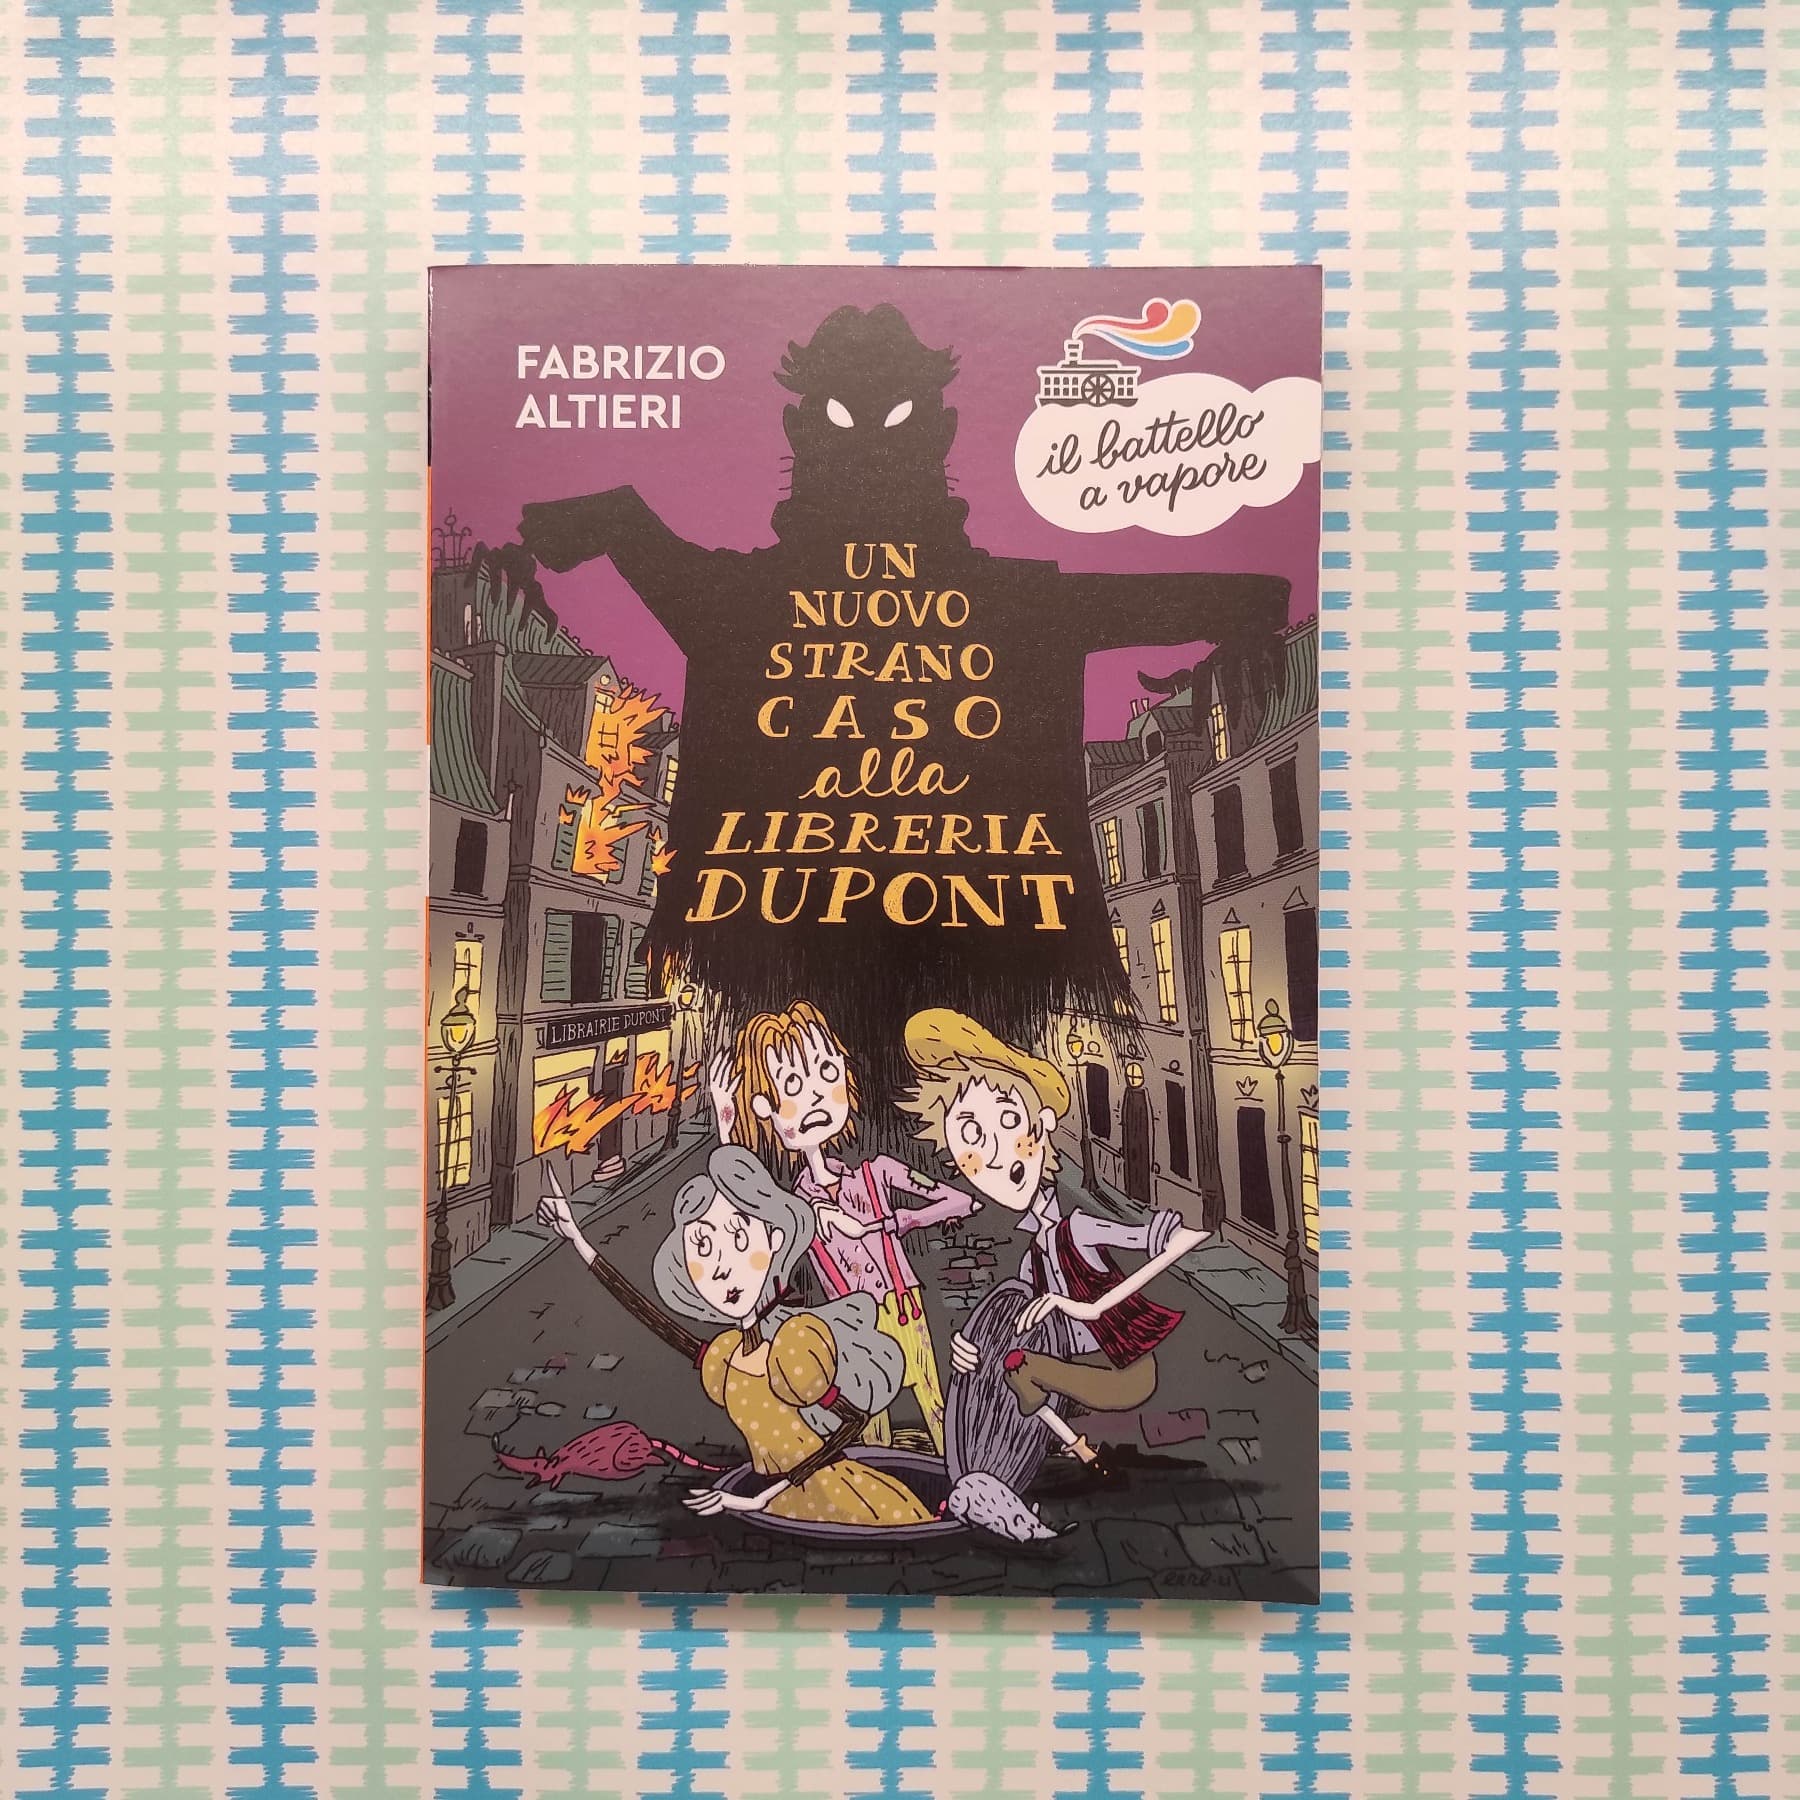 FABRIZIO
ALTIERI
il battello
a vapore
UN
NUOVO
STRANO
CASO
alla
LIBRERIA
DUPONT
LIBRAIRIE DUPONT